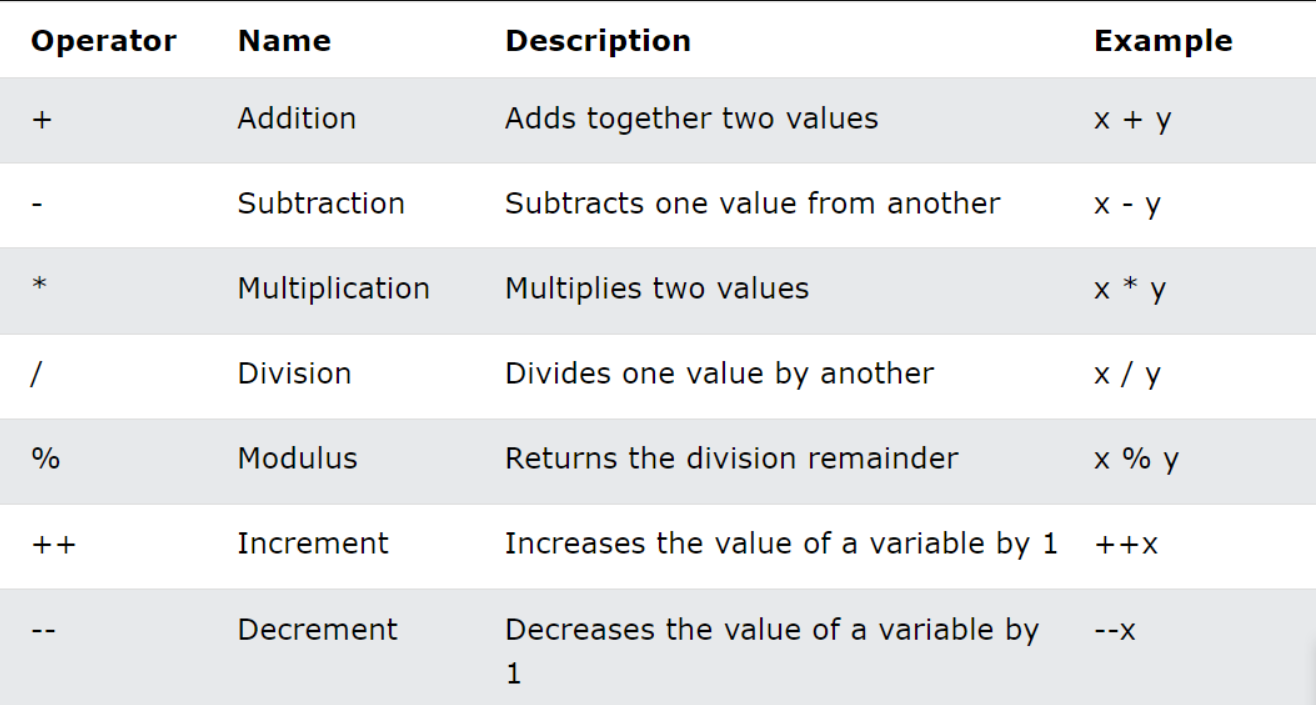 Operator Name Description Example
+ Addition Adds together two values x + y
- Subtraction Subtracts one value from another x - y
* Multiplication Multiplies two values x * y
/ Division Divides one value by another x / y
% Modulus Returns the division remainder x % y
++ Increment Increases the value of a variable by 1 ++x
-- Decrement Decreases the value of a variable by --x
1